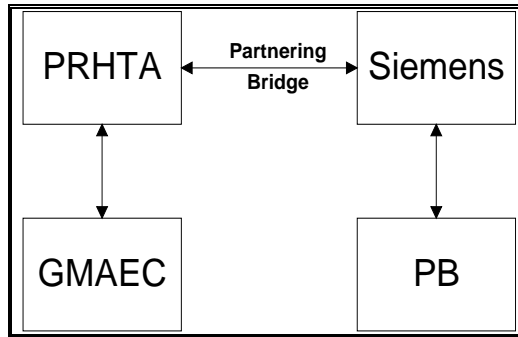 PRHTA
Partnering
Bridge
Siemens
GMAEC
PB